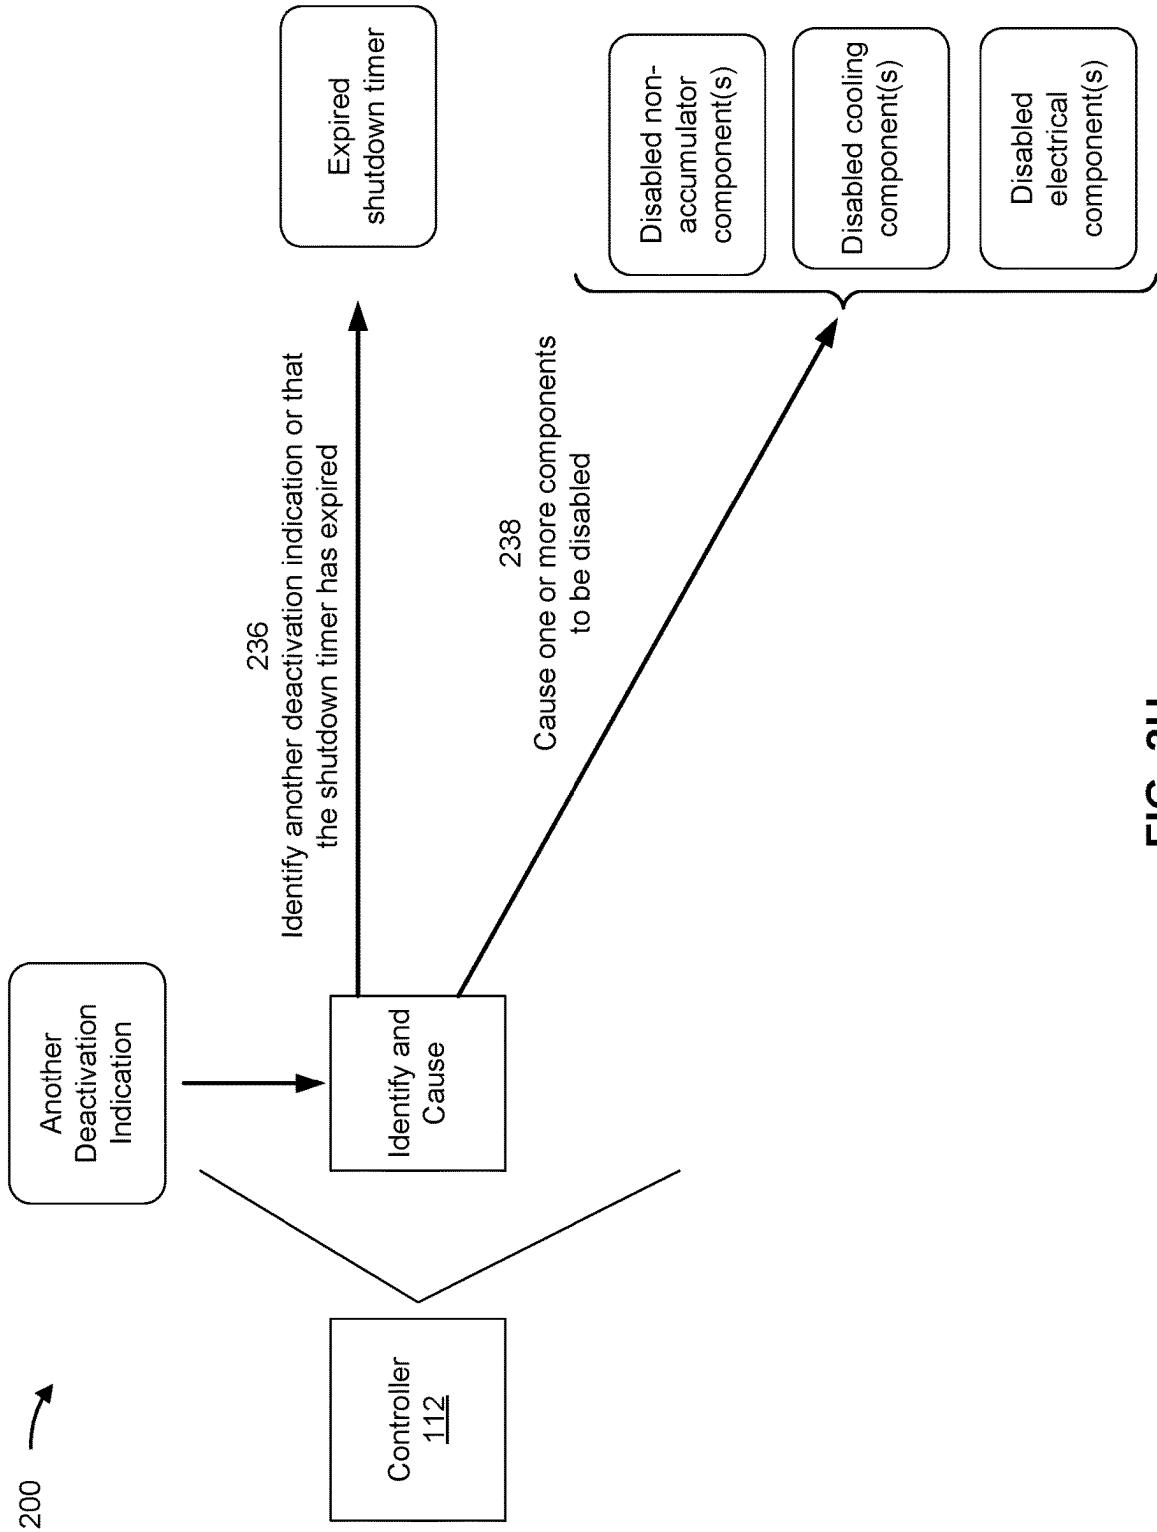 200
Another
Deactivation
Indication
236
Identify another deactivation indication or that
the shutdown timer has expired
Expired
shutdown timer
Controller
112
Identify and
Cause
238
Cause one or more components
to be disabled
Disabled non-
accumulator
component(s)
Disabled cooling
component(s)
Disabled
electrical
component(s)